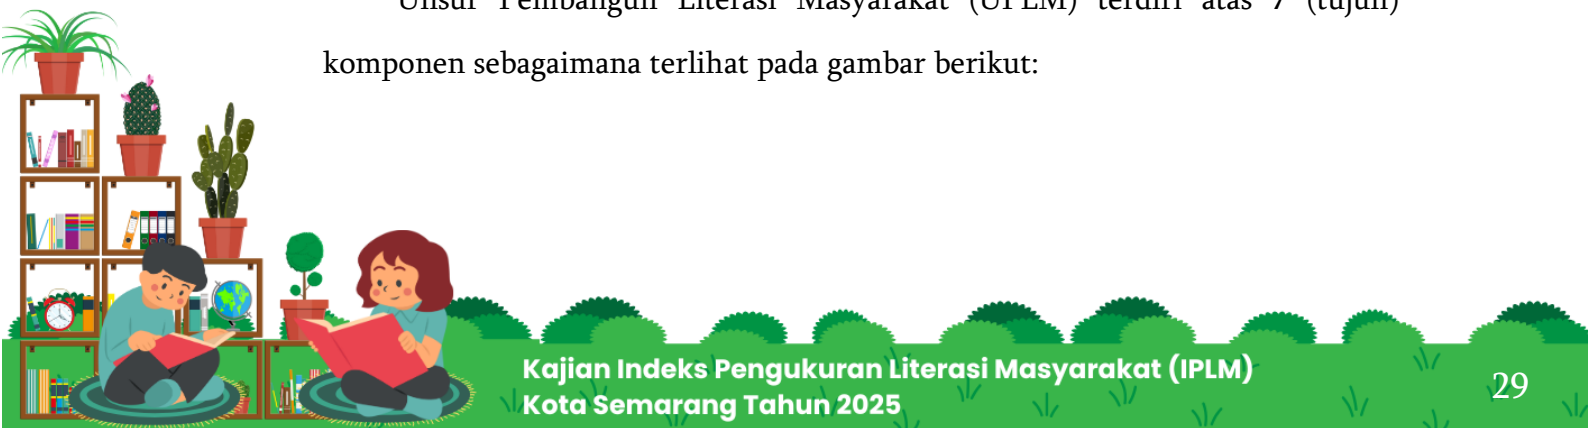 Unsur Pembangun Literasi Masyarakat (UPLM) terdiri atas 7 (tujuh)
komponen sebagaimana terlihat pada gambar berikut:
Kajian Indeks Pengukuran Literasi Masyarakat (IPLM)
Kota Semarang Tahun 2025
29